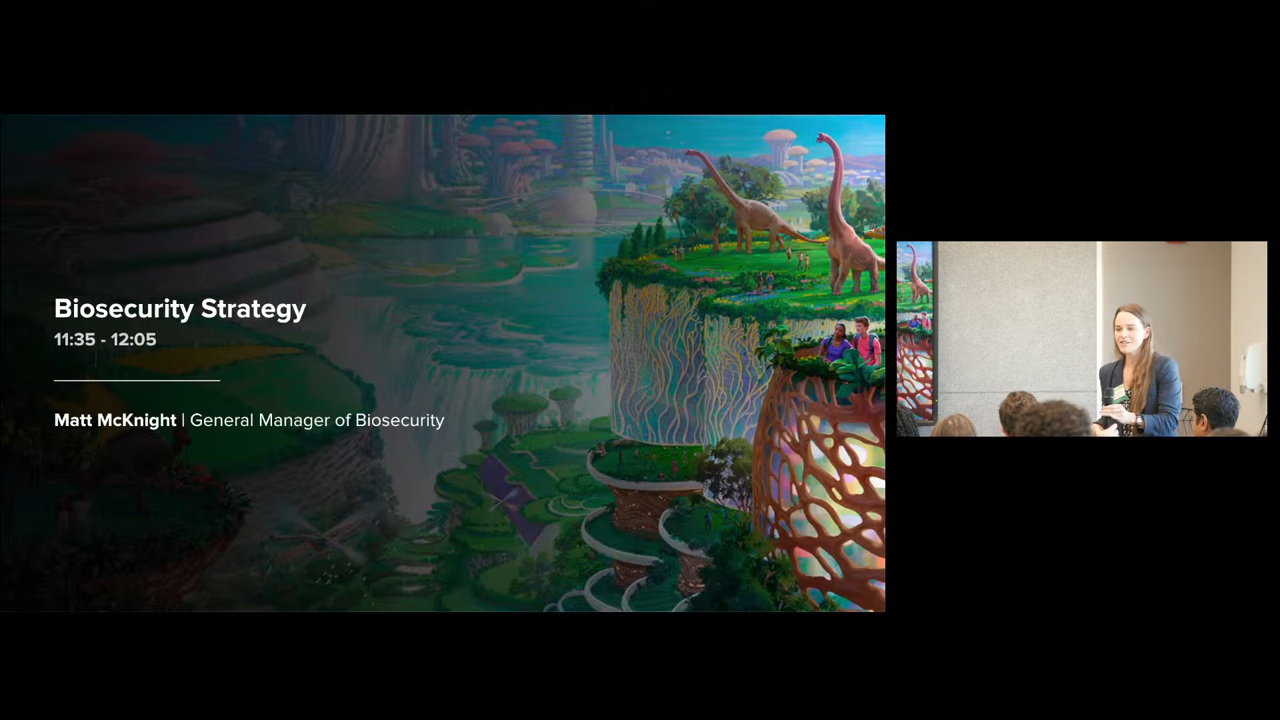 Biosecurity Strategy
11:35 - 12:05
Matt McKnight | General Manager of Biosecurity